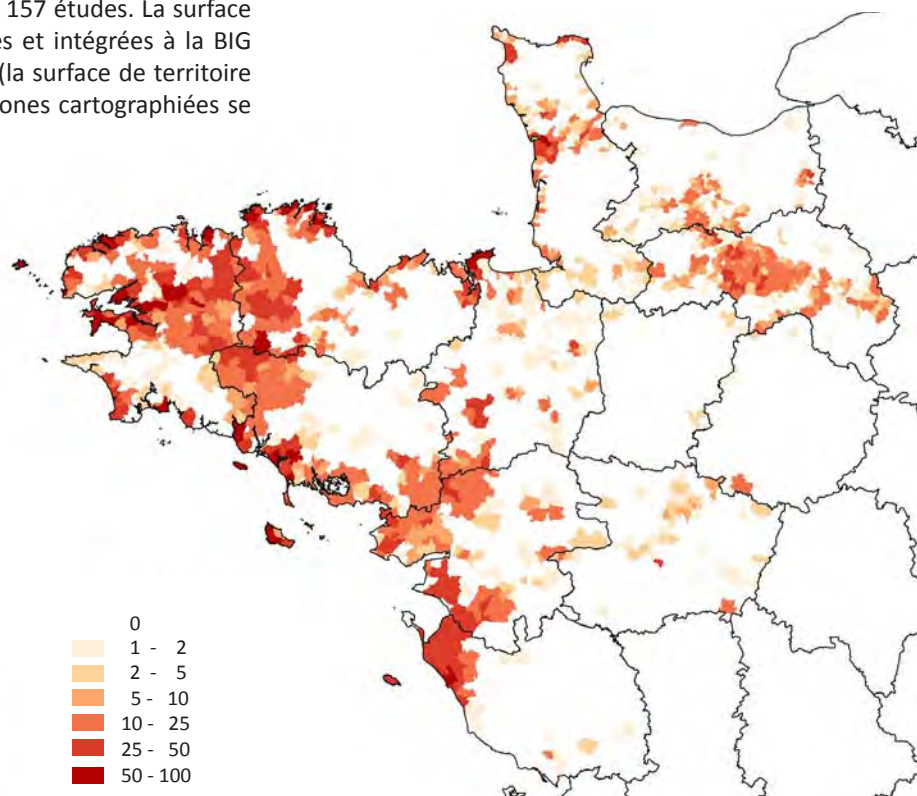 157 études. La surface
es et intégrées à la BIG
(la surface de territoire
ones cartographiées se
0
1 - 2
2 - 5
5 - 10
10 - 25
25 - 50
50 - 100